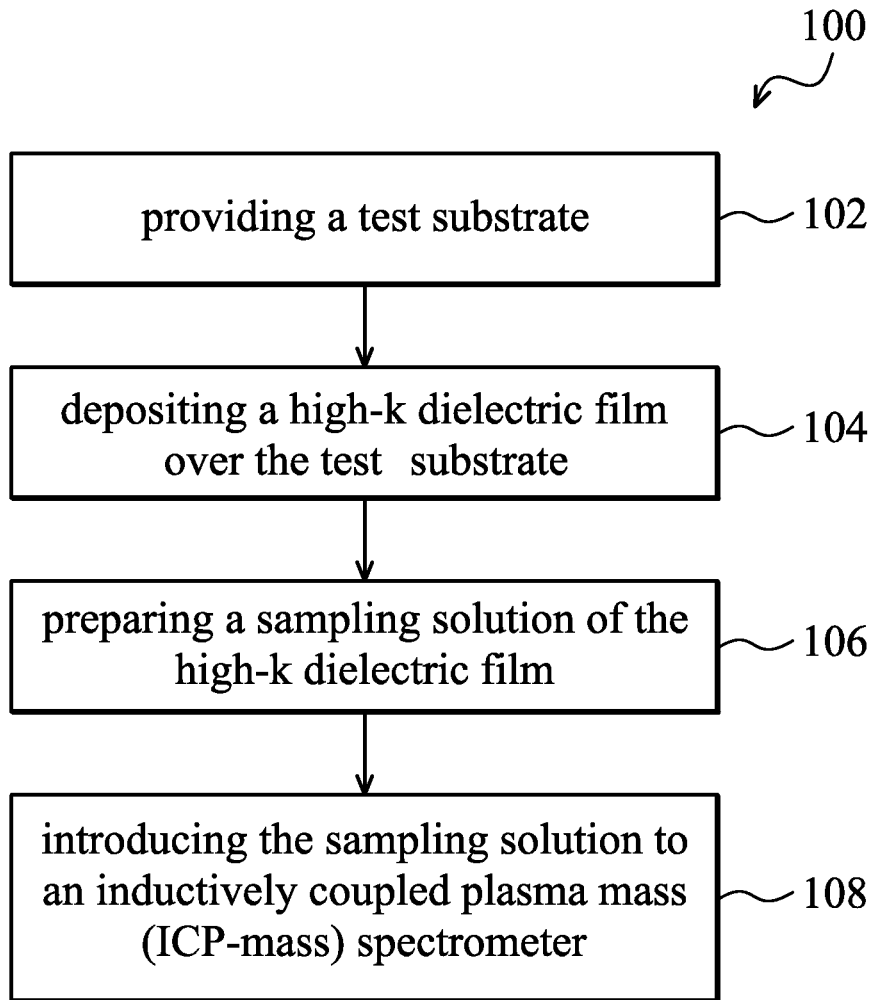 100
providing a test substrate
102
depositing a high-k dielectric film
over the test substrate
104
preparing a sampling solution of the
high-k dielectric film
106
introducing the sampling solution to
an inductively coupled plasma mass
(ICP-mass) spectrometer
108